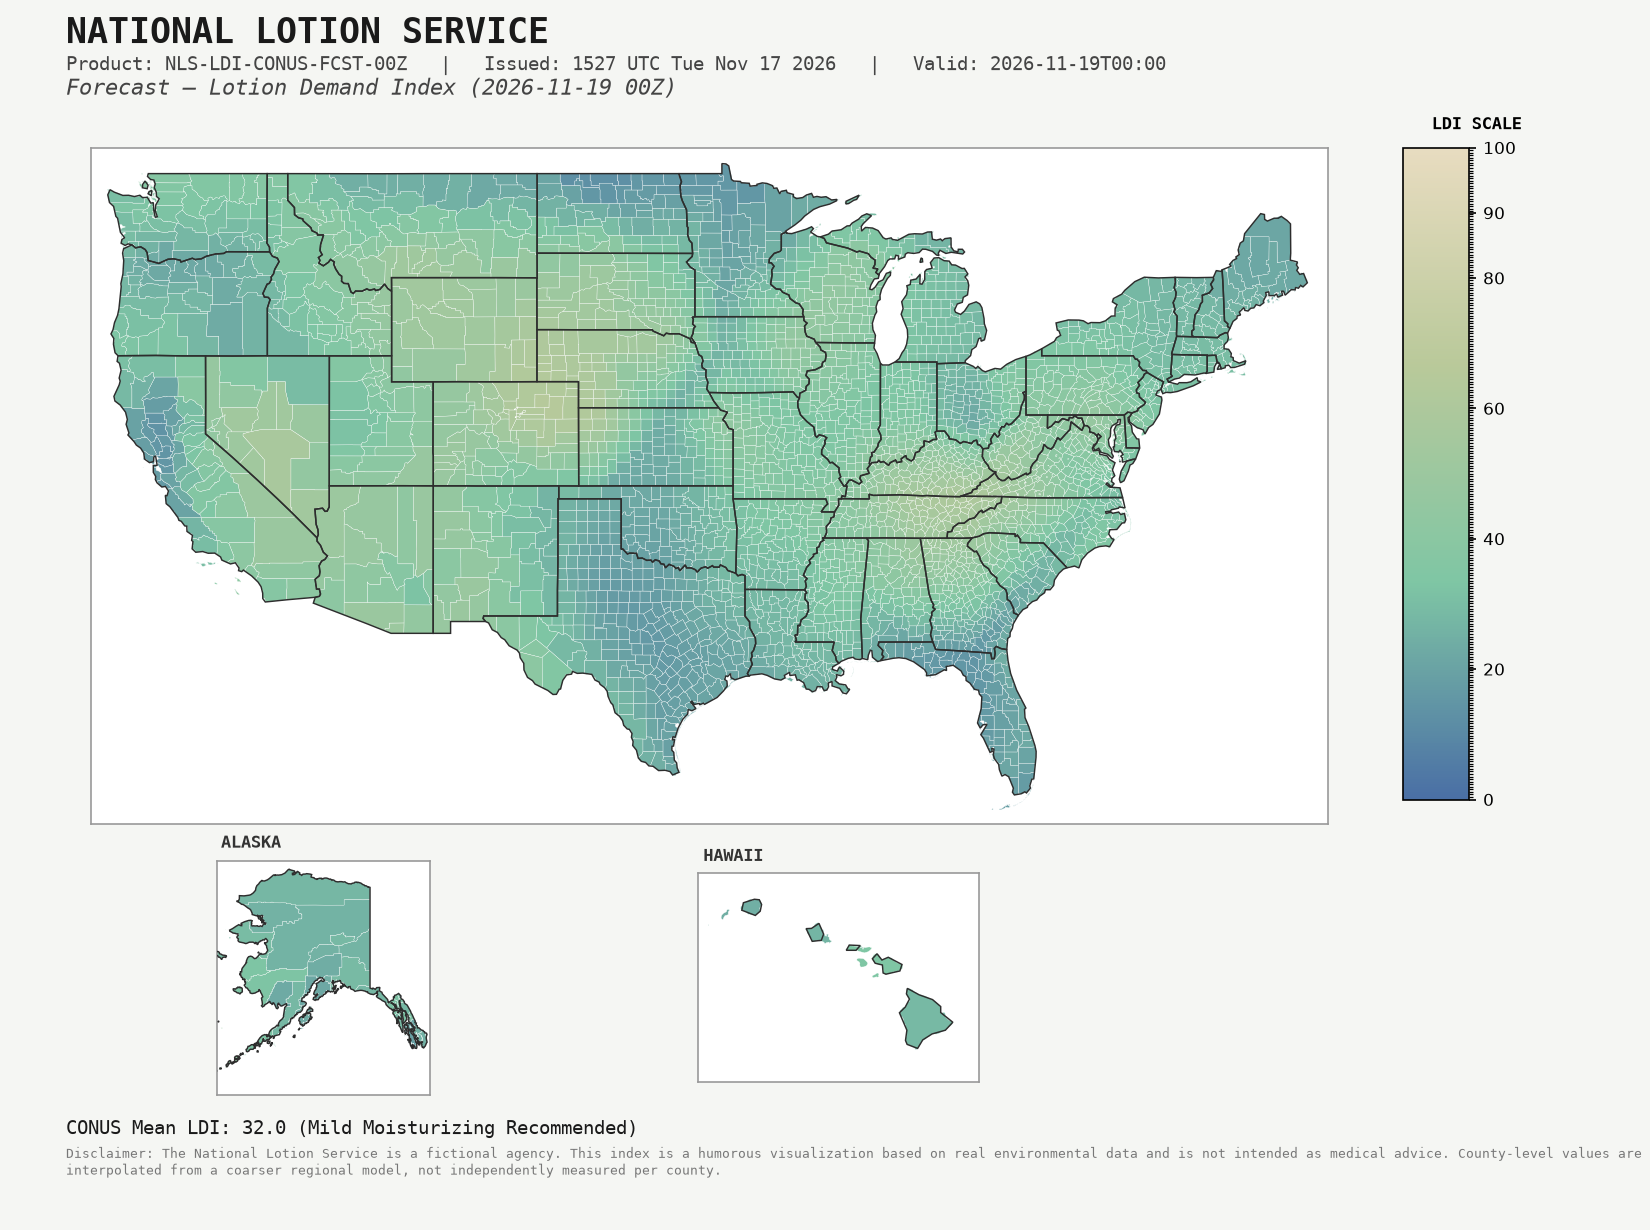 NATIONAL LOTION SERVICE
Product: NLS-LDI-CONUS-FCST-00Z   |   Issued: 1527 UTC Tue Nov 17 2026   |   Valid: 2026-11-19T00:00
Forecast — Lotion Demand Index (2026-11-19 00Z)
LDI SCALE
100
90
80
60
40
20
0
ALASKA
HAWAII
CONUS Mean LDI: 32.0 (Mild Moisturizing Recommended)
Disclaimer: The National Lotion Service is a fictional agency. This index is a humorous visualization based on real environmental data and is not intended as medical advice. County-level values are
interpolated from a coarser regional model, not independently measured per county.